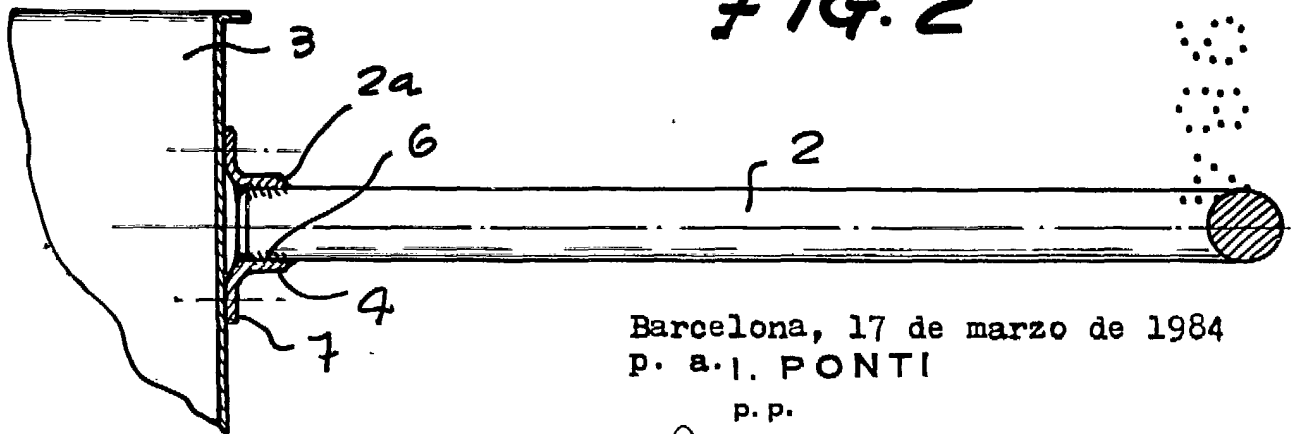 FIG. 2
3
2a
6
2
4
7
Barcelona, 17 de marzo de 1984
p. a. I. PONTI
p. p.